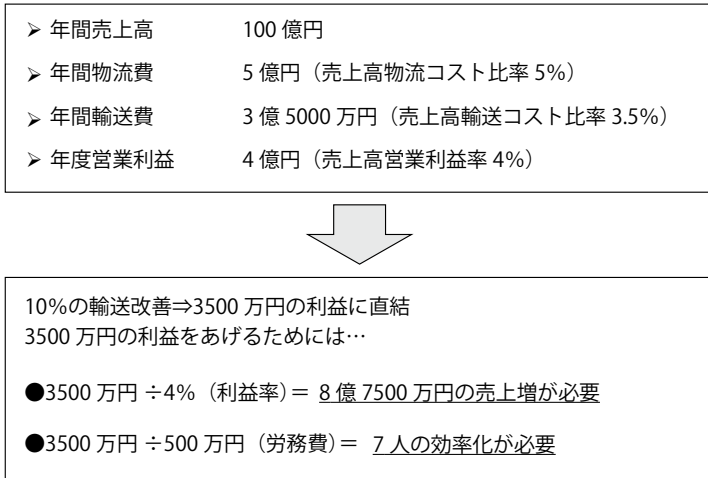 ➢ 年間売上高 100 億円
➢ 年間物流費 5 億円（売上高物流コスト比率 5%）
➢ 年間輸送費 3 億 5000 万円（売上高輸送コスト比率 3.5%）
➢ 年度営業利益 4 億円（売上高営業利益率 4%）
10%の輸送改善⇒3500 万円の利益に直結
3500 万円の利益をあげるためには…
●3500 万円 ÷4%（利益率）＝ 8 億 7500 万円の売上増が必要
●3500 万円 ÷500 万円（労務費）＝ 7 人の効率化が必要